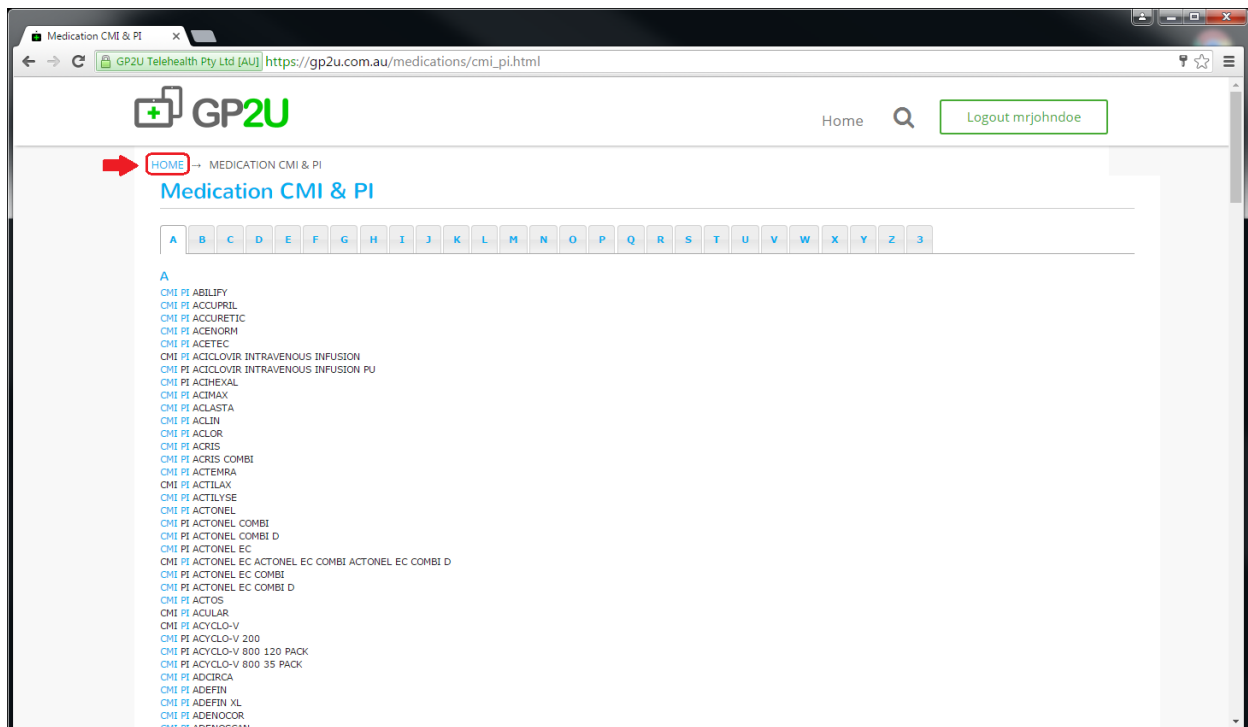 Medication CMI & PI
GP2U Telehealth Pty Ltd [AU] https://gp2u.com.au/medications/cmi_pi.html
GP2U
Home
Logout mrjohndoe
HOME → MEDICATION CMI & PI
Medication CMI & PI
A B C D E F G H I J K L M N O P Q R S T U V W X Y Z 3
A
CMI PI ABILIFY
CMI PI ACCUPRIL
CMI PI ACCURETIC
CMI PI ACENORM
CMI PI ACETEC
CMI PI ACICLOVIR INTRAVENOUS INFUSION
CMI PI ACICLOVIR INTRAVENOUS INFUSION PU
CMI PI ACIHEXAL
CMI PI ACIMAX
CMI PI ACLASTA
CMI PI ACLIN
CMI PI ACLOR
CMI PI ACRIS
CMI PI ACRIS COMBI
CMI PI ACTEMRA
CMI PI ACTILAX
CMI PI ACTILYSE
CMI PI ACTONEL
CMI PI ACTONEL COMBI
CMI PI ACTONEL COMBI D
CMI PI ACTONEL EC
CMI PI ACTONEL EC ACTONEL EC COMBI ACTONEL EC COMBI D
CMI PI ACTONEL EC COMBI
CMI PI ACTONEL EC COMBI D
CMI PI ACTOS
CMI PI ACULAR
CMI PI ACYCLO-V
CMI PI ACYCLO-V 200
CMI PI ACYCLO-V 800 120 PACK
CMI PI ACYCLO-V 800 35 PACK
CMI PI ADCIRCA
CMI PI ADEFIN
CMI PI ADEFIN XL
CMI PI ADENOCOR
CMI PI ADENOSCAN